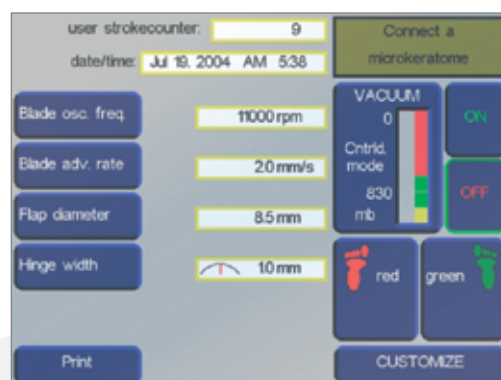 user strokecounter: 9
Connect a
microkeratome
date/time: Jul 19. 2004 AM 5:38
VACUUM
0
Cntrld.
mode
830
mb
ON
OFF
Blade osc. freq. 11000 rpm
Blade adv. rate 2.0 mm/s
Flap diameter 8.5 mm
Hinge width 1.0 mm
red
green
Print
CUSTOMIZE